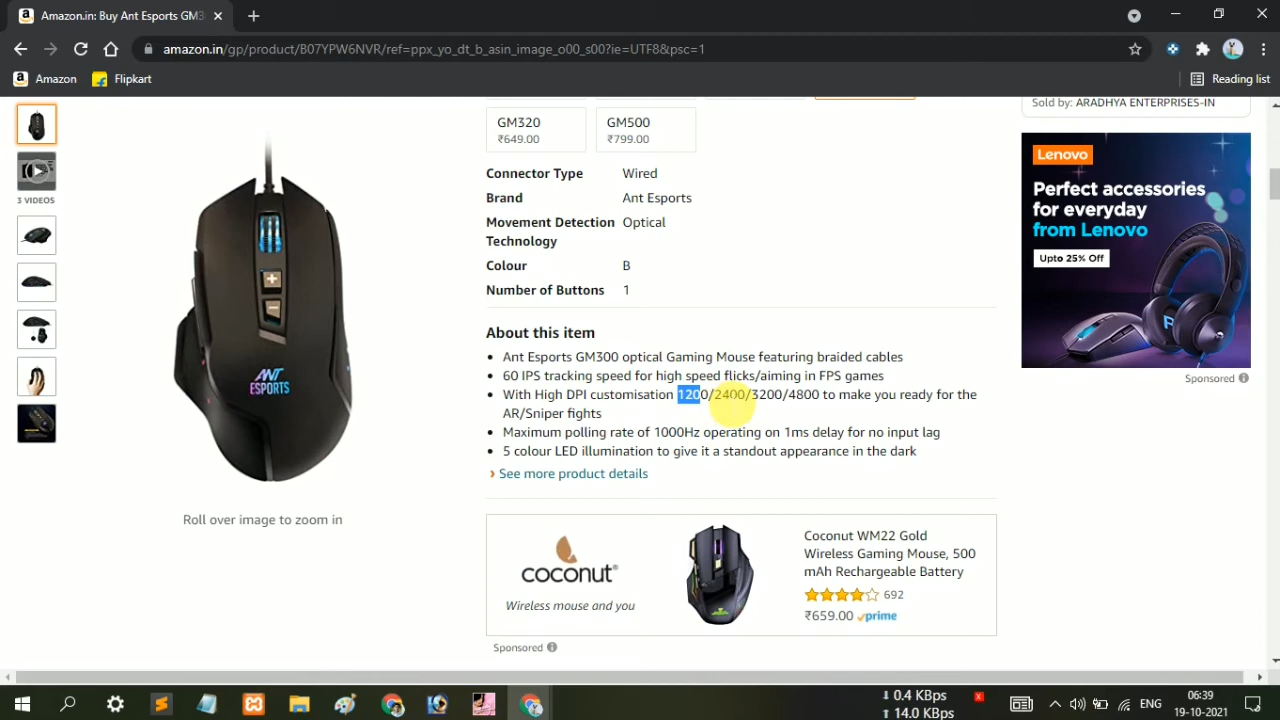 Amazon.in: Buy Ant Esports GM3
amazon.in/gp/product/B07YPW6NVR/ref=ppx_yo_dt_b_asin_image_o00_s00?ie=UTF8&psc=1
Amazon
Flipkart
Reading list
3 VIDEOS
ANT
ESPORTS
Roll over image to zoom in
GM320
₹649.00
GM500
₹799.00
Connector Type Wired
Brand Ant Esports
Movement Detection Technology Optical
Colour B
Number of Buttons 1
About this item
Ant Esports GM300 optical Gaming Mouse featuring braided cables
60 IPS tracking speed for high speed flicks/aiming in FPS games
With High DPI customisation 1200/2400/3200/4800 to make you ready for the
AR/Sniper fights
Maximum polling rate of 1000Hz operating on 1ms delay for no input lag
5 colour LED illumination to give it a standout appearance in the dark
› See more product details
coconut
Wireless mouse and you
Coconut WM22 Gold
Wireless Gaming Mouse, 500
mAh Rechargeable Battery
692
₹659.00 prime
Sponsored
Sold by: ARADHYA ENTERPRISES-IN
Lenovo
Perfect accessories
for everyday
from Lenovo
Upto 25% Off
Sponsored
0.4 KBps
14.0 KBps
ENG
06:39
19-10-2021